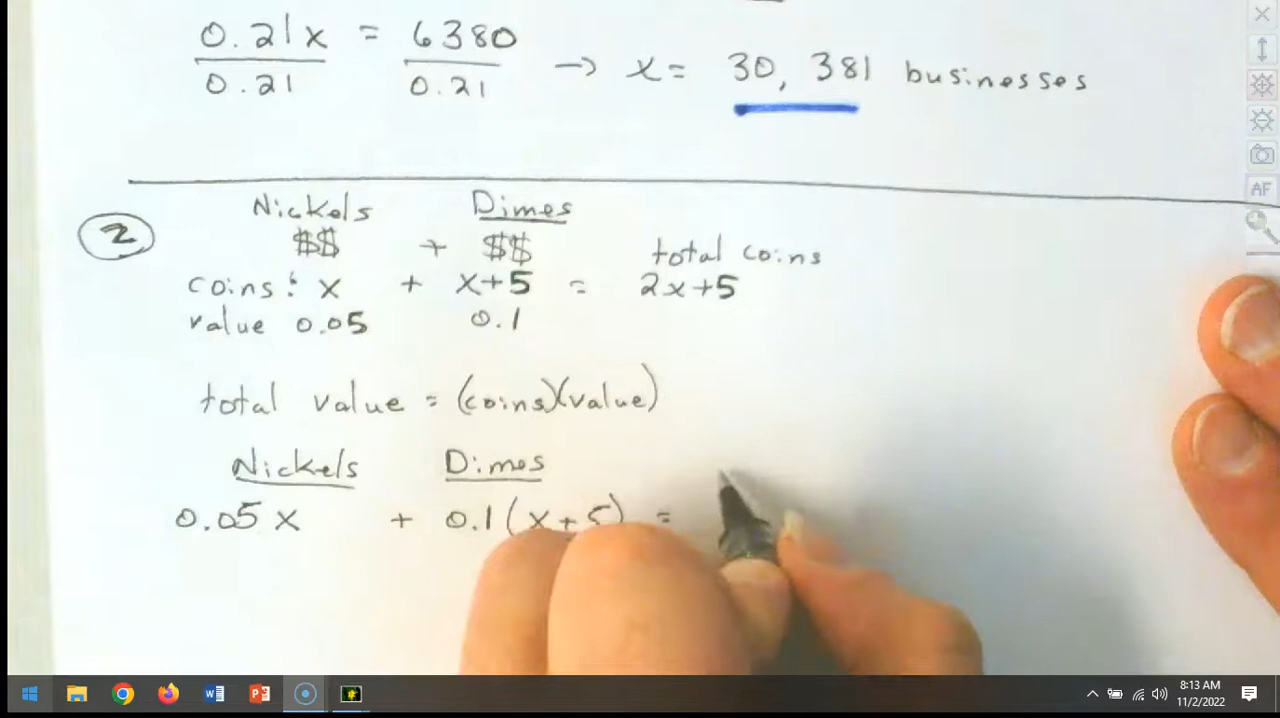 0.21x = 6380
0.21 0.21 → x = 30, 381 businesses
2 Nickels Dimes
$$ + $$ total coins
coins: x + x+5 = 2x+5
value 0.05 0.1
total value = (coins)(value)
Nickels Dimes
0.05x + 0.1(x+5) =
AF
8:13 AM
11/2/2022